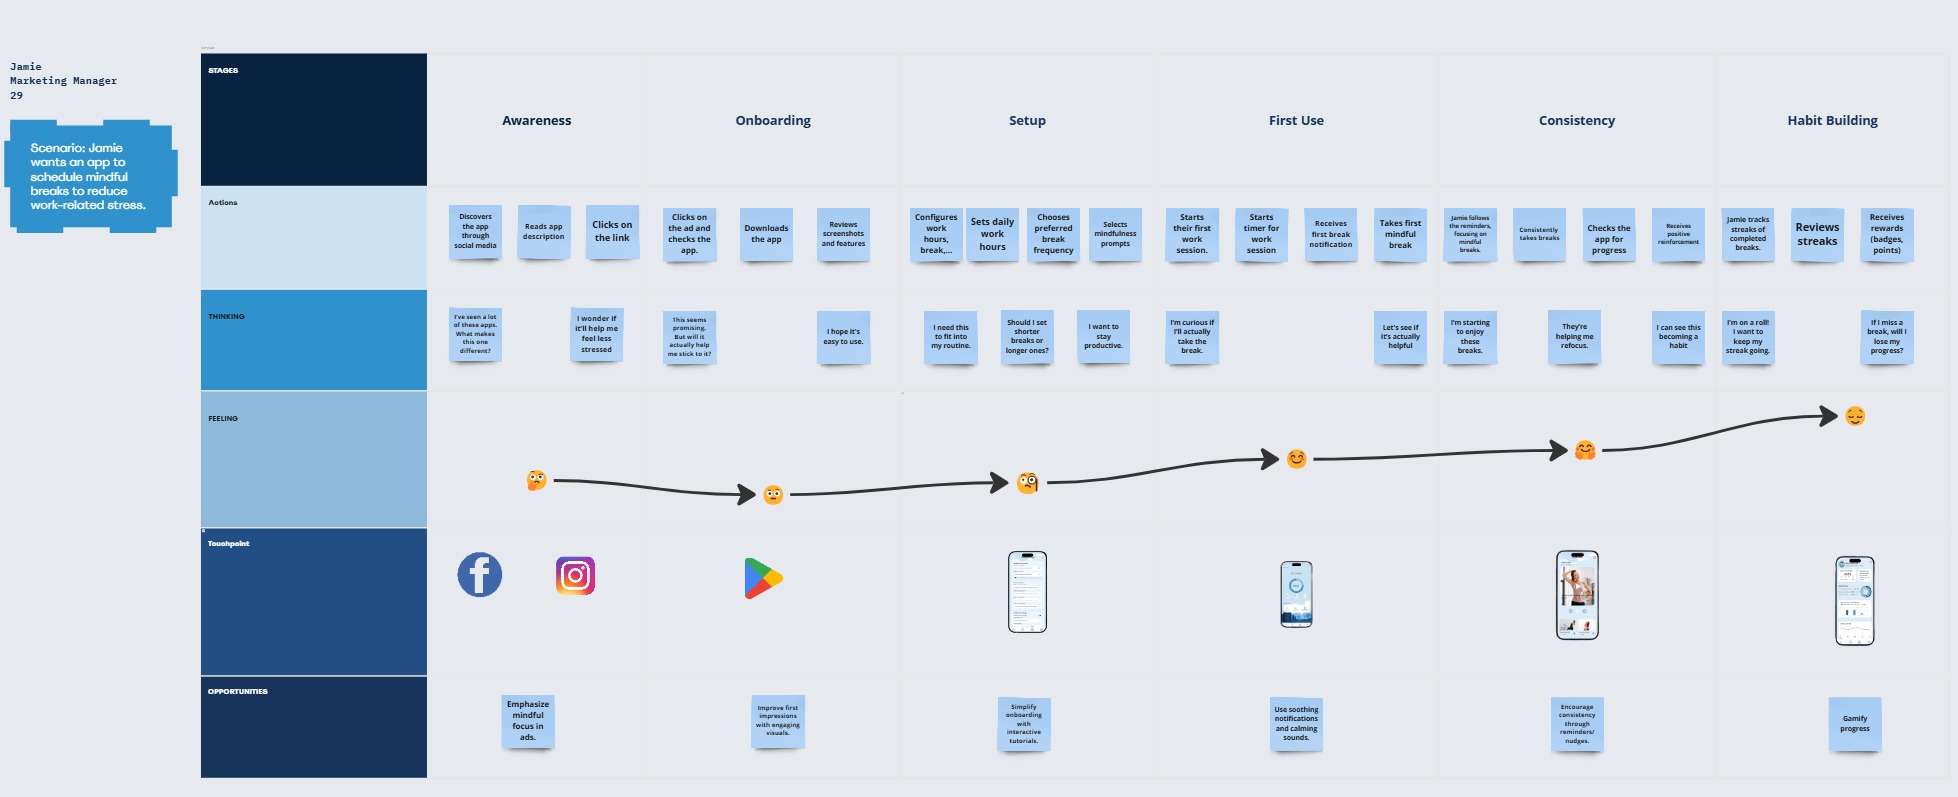 Jamie
Marketing Manager
29
Scenario: Jamie
wants an app to
schedule mindful
breaks to reduce
work-related stress.
STAGES
Awareness
Onboarding
Setup
First Use
Consistency
Habit Building
Actions
Discovers
the app
through
social media
Reads app
description
Clicks on
the link
Clicks on
the ad and
checks the
app.
Downloads
the app
Reviews
screenshots
and features
Configures
work
hours,
break,...
Sets daily
work
hours
Chooses
preferred
break
frequency
Selects
mindfulness
prompts
Starts
their first
work
session.
Starts
timer for
work
session
Receives
first break
notification
Takes first
mindful
break
Jamie follows
the reminders,
focusing on
mindful
breaks.
Consistently
takes breaks
Checks the
app for
progress
Receives
positive
reinforcement
Jamie tracks
streaks of
completed
breaks.
Reviews
streaks
Receives
rewards
(badges,
points)
THINKING
I've seen a lot
of these apps.
What makes
this one
different?
I wonder if
it'll help me
feel less
stressed
This seems
promising.
But will it
actually help
me stick to it?
I hope it's
easy to use.
I need this
to fit into
my routine.
Should I set
shorter
breaks or
longer ones?
I want to
stay
productive.
I'm curious if
I'll actually
take the
break.
Let's see if
it's actually
helpful
I'm starting
to enjoy
these
breaks.
They're
helping me
refocus.
I can see this
becoming a
habit
I'm on a roll!
I want to
keep my
streak going.
If I miss a
break, will I
lose my
progress?
FEELING
Touchpoint
OPPORTUNITIES
Emphasize
mindful
focus in
ads.
Improve first
impressions
with engaging
visuals.
Simplify
onboarding
with
interactive
tutorials.
Use soothing
notifications
and calming
sounds.
Encourage
consistency
through
reminders/
nudges.
Gamify
progress